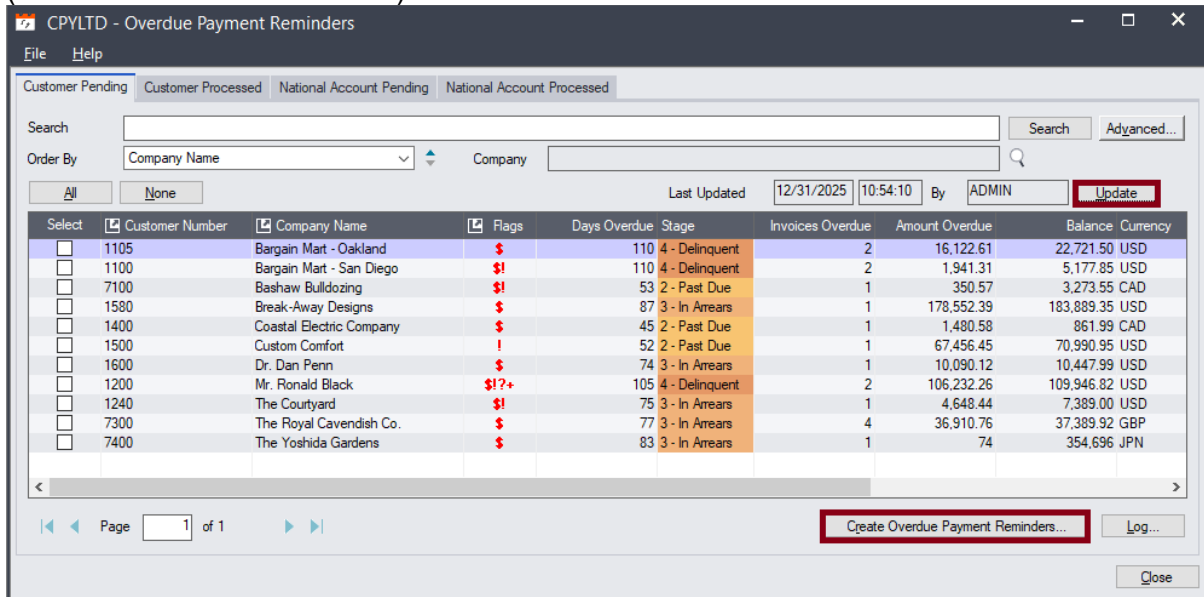 CPYLTD - Overdue Payment Reminders
File Help
Customer Pending Customer Processed National Account Pending National Account Processed
Search Search Advanced...
Order By Company Name Company
All None Last Updated 12/31/2025 10:54:10 By ADMIN Update
Select Customer Number Company Name Flags Days Overdue Stage Invoices Overdue Amount Overdue Balance Currency
1105 Bargain Mart - Oakland $ 110 4 - Delinquent 2 16,122.61 22,721.50 USD
1100 Bargain Mart - San Diego $! 110 4 - Delinquent 2 1,941.31 5,177.85 USD
7100 Bashaw Bulldozing $! 53 2 - Past Due 1 350.57 3,273.55 CAD
1580 Break-Away Designs $ 87 3 - In Arrears 1 178,552.39 183,889.35 USD
1400 Coastal Electric Company $ 45 2 - Past Due 1 1,480.58 861.99 CAD
1500 Custom Comfort ! 52 2 - Past Due 1 67,456.45 70,990.95 USD
1600 Dr. Dan Penn $ 74 3 - In Arrears 1 10,090.12 10,447.99 USD
1200 Mr. Ronald Black $!?+ 105 4 - Delinquent 2 106,232.26 109,946.82 USD
1240 The Courtyard $! 75 3 - In Arrears 1 4,648.44 7,389.00 USD
7300 The Royal Cavendish Co. $ 77 3 - In Arrears 4 36,910.76 37,389.92 GBP
7400 The Yoshida Gardens $ 83 3 - In Arrears 1 74 354,696 JPN
Page 1 of 1 Create Overdue Payment Reminders... Log...
Close